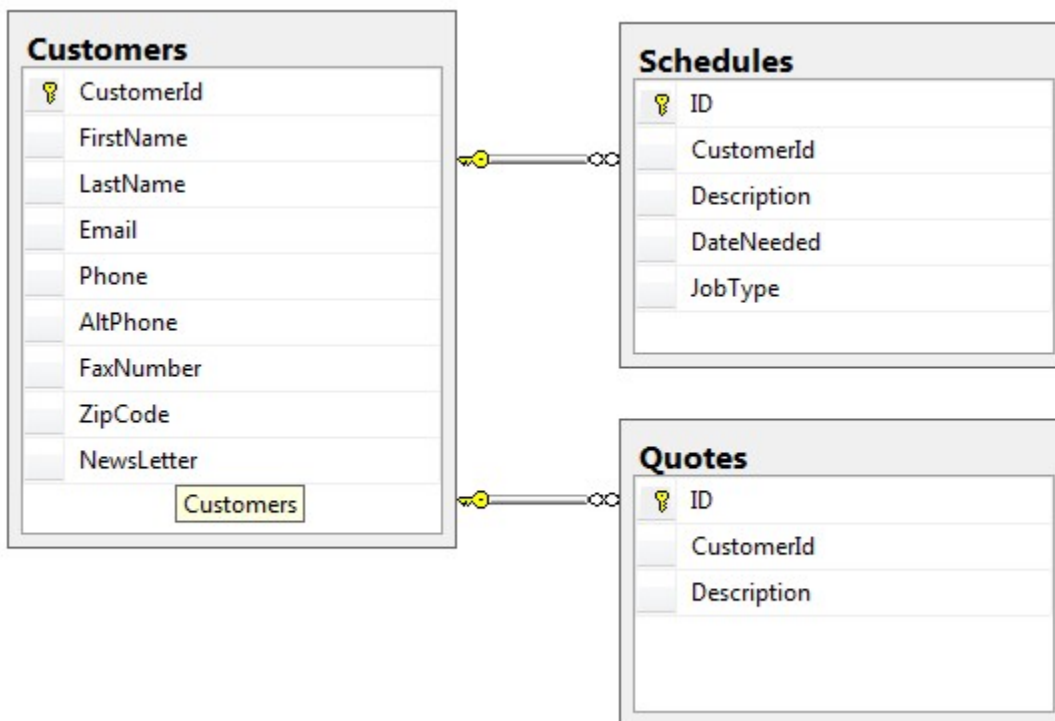 Customers
CustomerId
FirstName
LastName
Email
Phone
AltPhone
FaxNumber
ZipCode
NewsLetter
Customers
Schedules
ID
CustomerId
Description
DateNeeded
JobType
Quotes
ID
CustomerId
Description